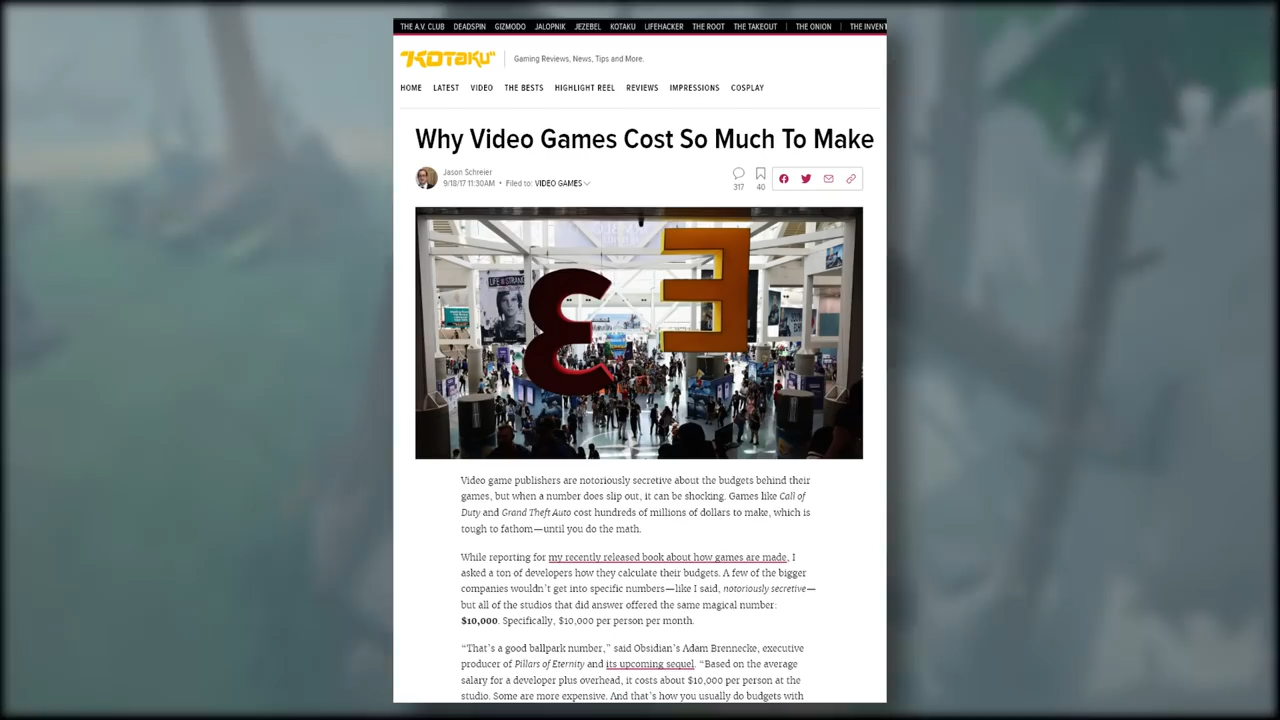 THE A.V. CLUB DEADSPIN GIZMODO JALOPNIK JEZEBEL KOTAKU LIFEHACKER THE ROOT THE TAKEOUT | THE ONION | THE INVENT
KOTAKU Gaming Reviews, News, Tips and More.
HOME LATEST VIDEO THE BESTS HIGHLIGHT REEL REVIEWS IMPRESSIONS COSPLAY
Why Video Games Cost So Much To Make
Jason Schreier
9/18/17 11:30AM • Filed to: VIDEO GAMES
317 40
E3
LIFE IS STRANGE
Video game publishers are notoriously secretive about the budgets behind their
games, but when a number does slip out, it can be shocking. Games like Call of
Duty and Grand Theft Auto cost hundreds of millions of dollars to make, which is
tough to fathom—until you do the math.
While reporting for my recently released book about how games are made, I
asked a ton of developers how they calculate their budgets. A few of the bigger
companies wouldn't get into specific numbers—like I said, notoriously secretive—
but all of the studios that did answer offered the same magical number:
$10,000. Specifically, $10,000 per person per month.
"That's a good ballpark number," said Obsidian's Adam Brennecke, executive
producer of Pillars of Eternity and its upcoming sequel. "Based on the average
salary for a developer plus overhead, it costs about $10,000 per person at the
studio. Some are more expensive. And that's how you usually do budgets with